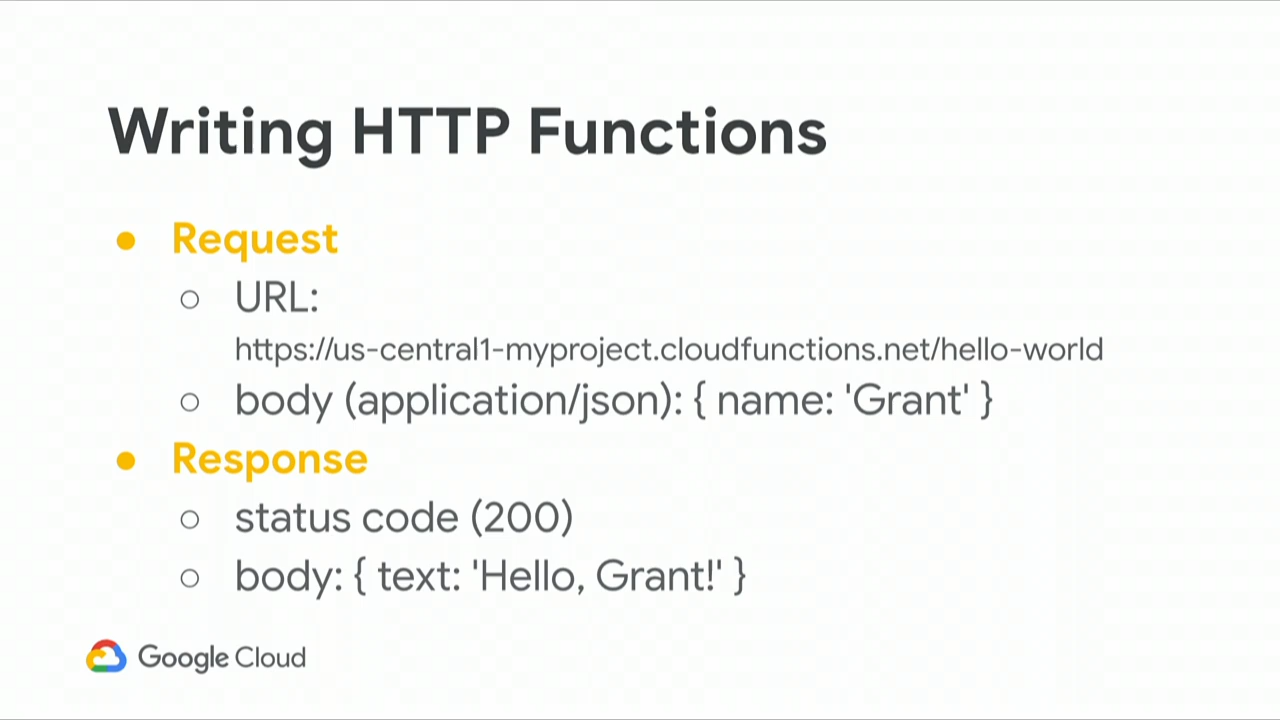 Writing HTTP Functions
● Request
○ URL:
https://us-central1-myproject.cloudfunctions.net/hello-world
○ body (application/json): { name: 'Grant' }
● Response
○ status code (200)
○ body: { text: 'Hello, Grant!' }
Google Cloud